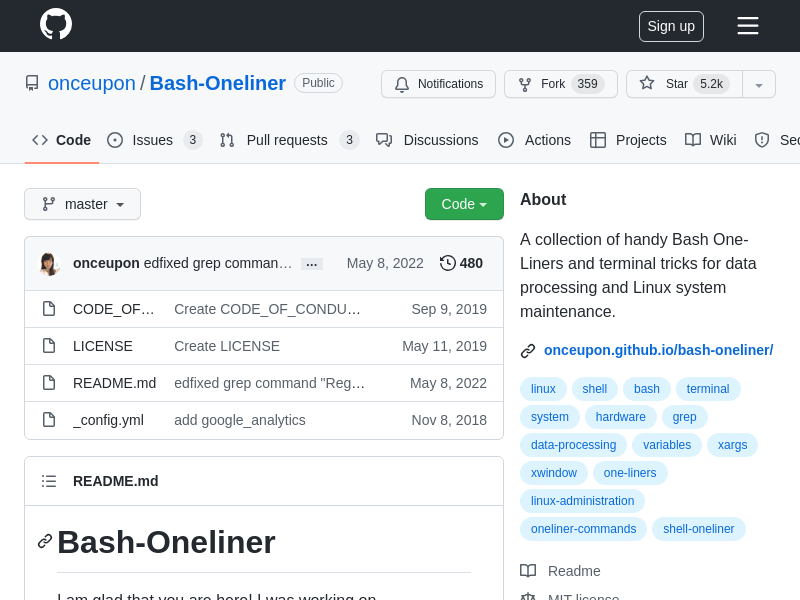 Sign up
onceupon / Bash-Oneliner Public
Notifications Fork 359 Star 5.2k
Code Issues 3 Pull requests 3 Discussions Actions Projects Wiki Sec
master
Code
About
A collection of handy Bash One-
Liners and terminal tricks for data
processing and Linux system
maintenance.
onceupon.github.io/bash-oneliner/
linux shell bash terminal
system hardware grep
data-processing variables xargs
xwindow one-liners
linux-administration
oneliner-commands shell-oneliner
Readme
MIT license
onceupon edfixed grep comman… … May 8, 2022 480
CODE_OF… Create CODE_OF_CONDU… Sep 9, 2019
LICENSE Create LICENSE May 11, 2019
README.md edfixed grep command "Reg… May 8, 2022
_config.yml add google_analytics Nov 8, 2018
README.md
Bash-Oneliner
I am glad that you are here! I was working on